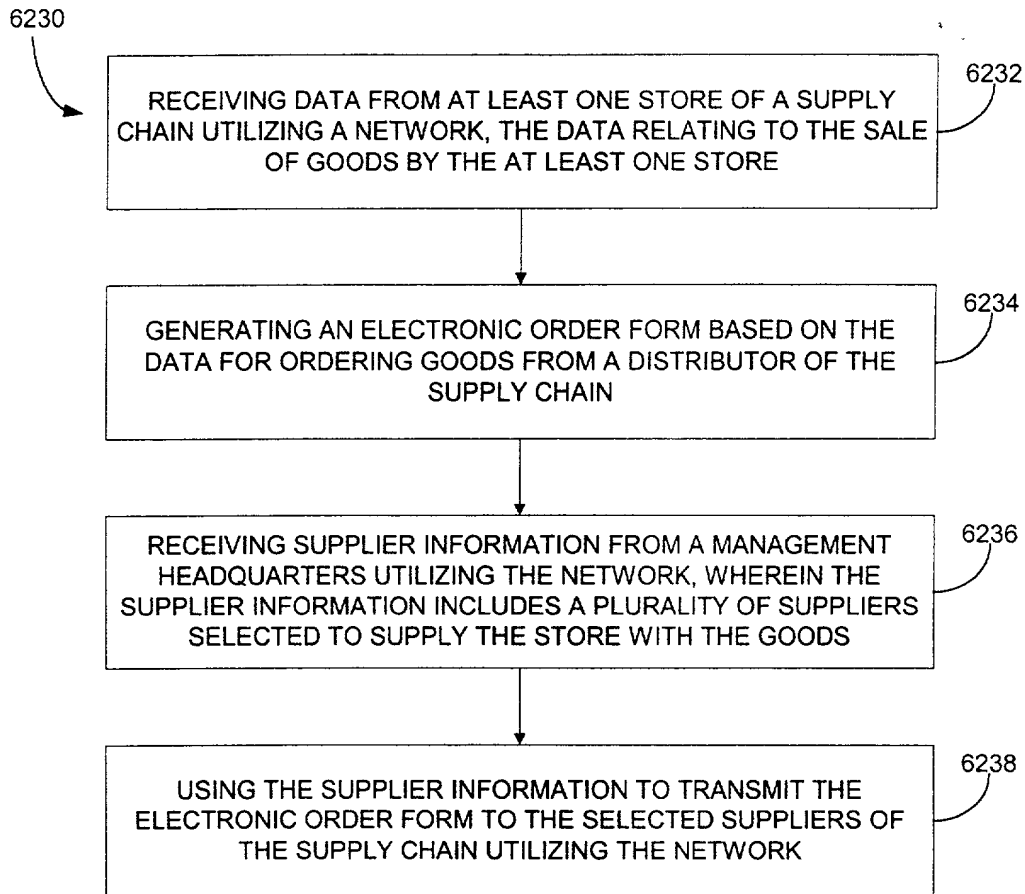 6230
6232
RECEIVING DATA FROM AT LEAST ONE STORE OF A SUPPLY
CHAIN UTILIZING A NETWORK, THE DATA RELATING TO THE SALE
OF GOODS BY THE AT LEAST ONE STORE
6234
GENERATING AN ELECTRONIC ORDER FORM BASED ON THE
DATA FOR ORDERING GOODS FROM A DISTRIBUTOR OF THE
SUPPLY CHAIN
6236
RECEIVING SUPPLIER INFORMATION FROM A MANAGEMENT
HEADQUARTERS UTILIZING THE NETWORK, WHEREIN THE
SUPPLIER INFORMATION INCLUDES A PLURALITY OF SUPPLIERS
SELECTED TO SUPPLY THE STORE WITH THE GOODS
6238
USING THE SUPPLIER INFORMATION TO TRANSMIT THE
ELECTRONIC ORDER FORM TO THE SELECTED SUPPLIERS OF
THE SUPPLY CHAIN UTILIZING THE NETWORK